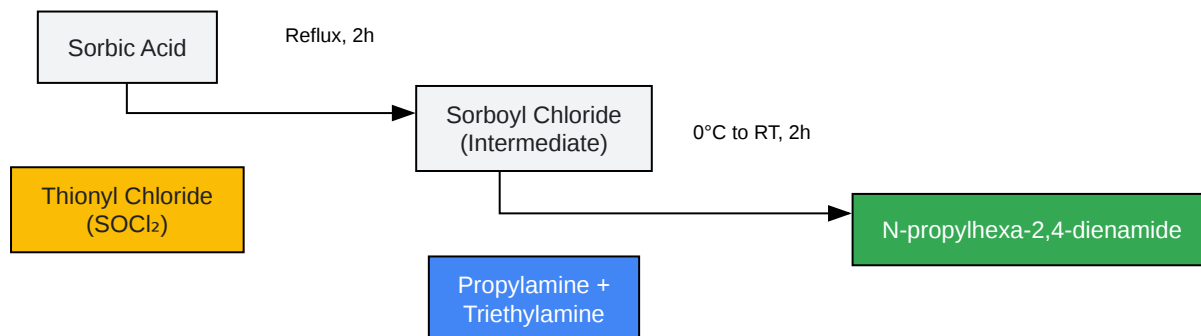 Sorbic Acid
Reflux, 2h
Sorboyl Chloride
(Intermediate)
0°C to RT, 2h
Thionyl Chloride
(SOCl₂)
N-propylhexa-2,4-dienamide
Propylamine +
Triethylamine